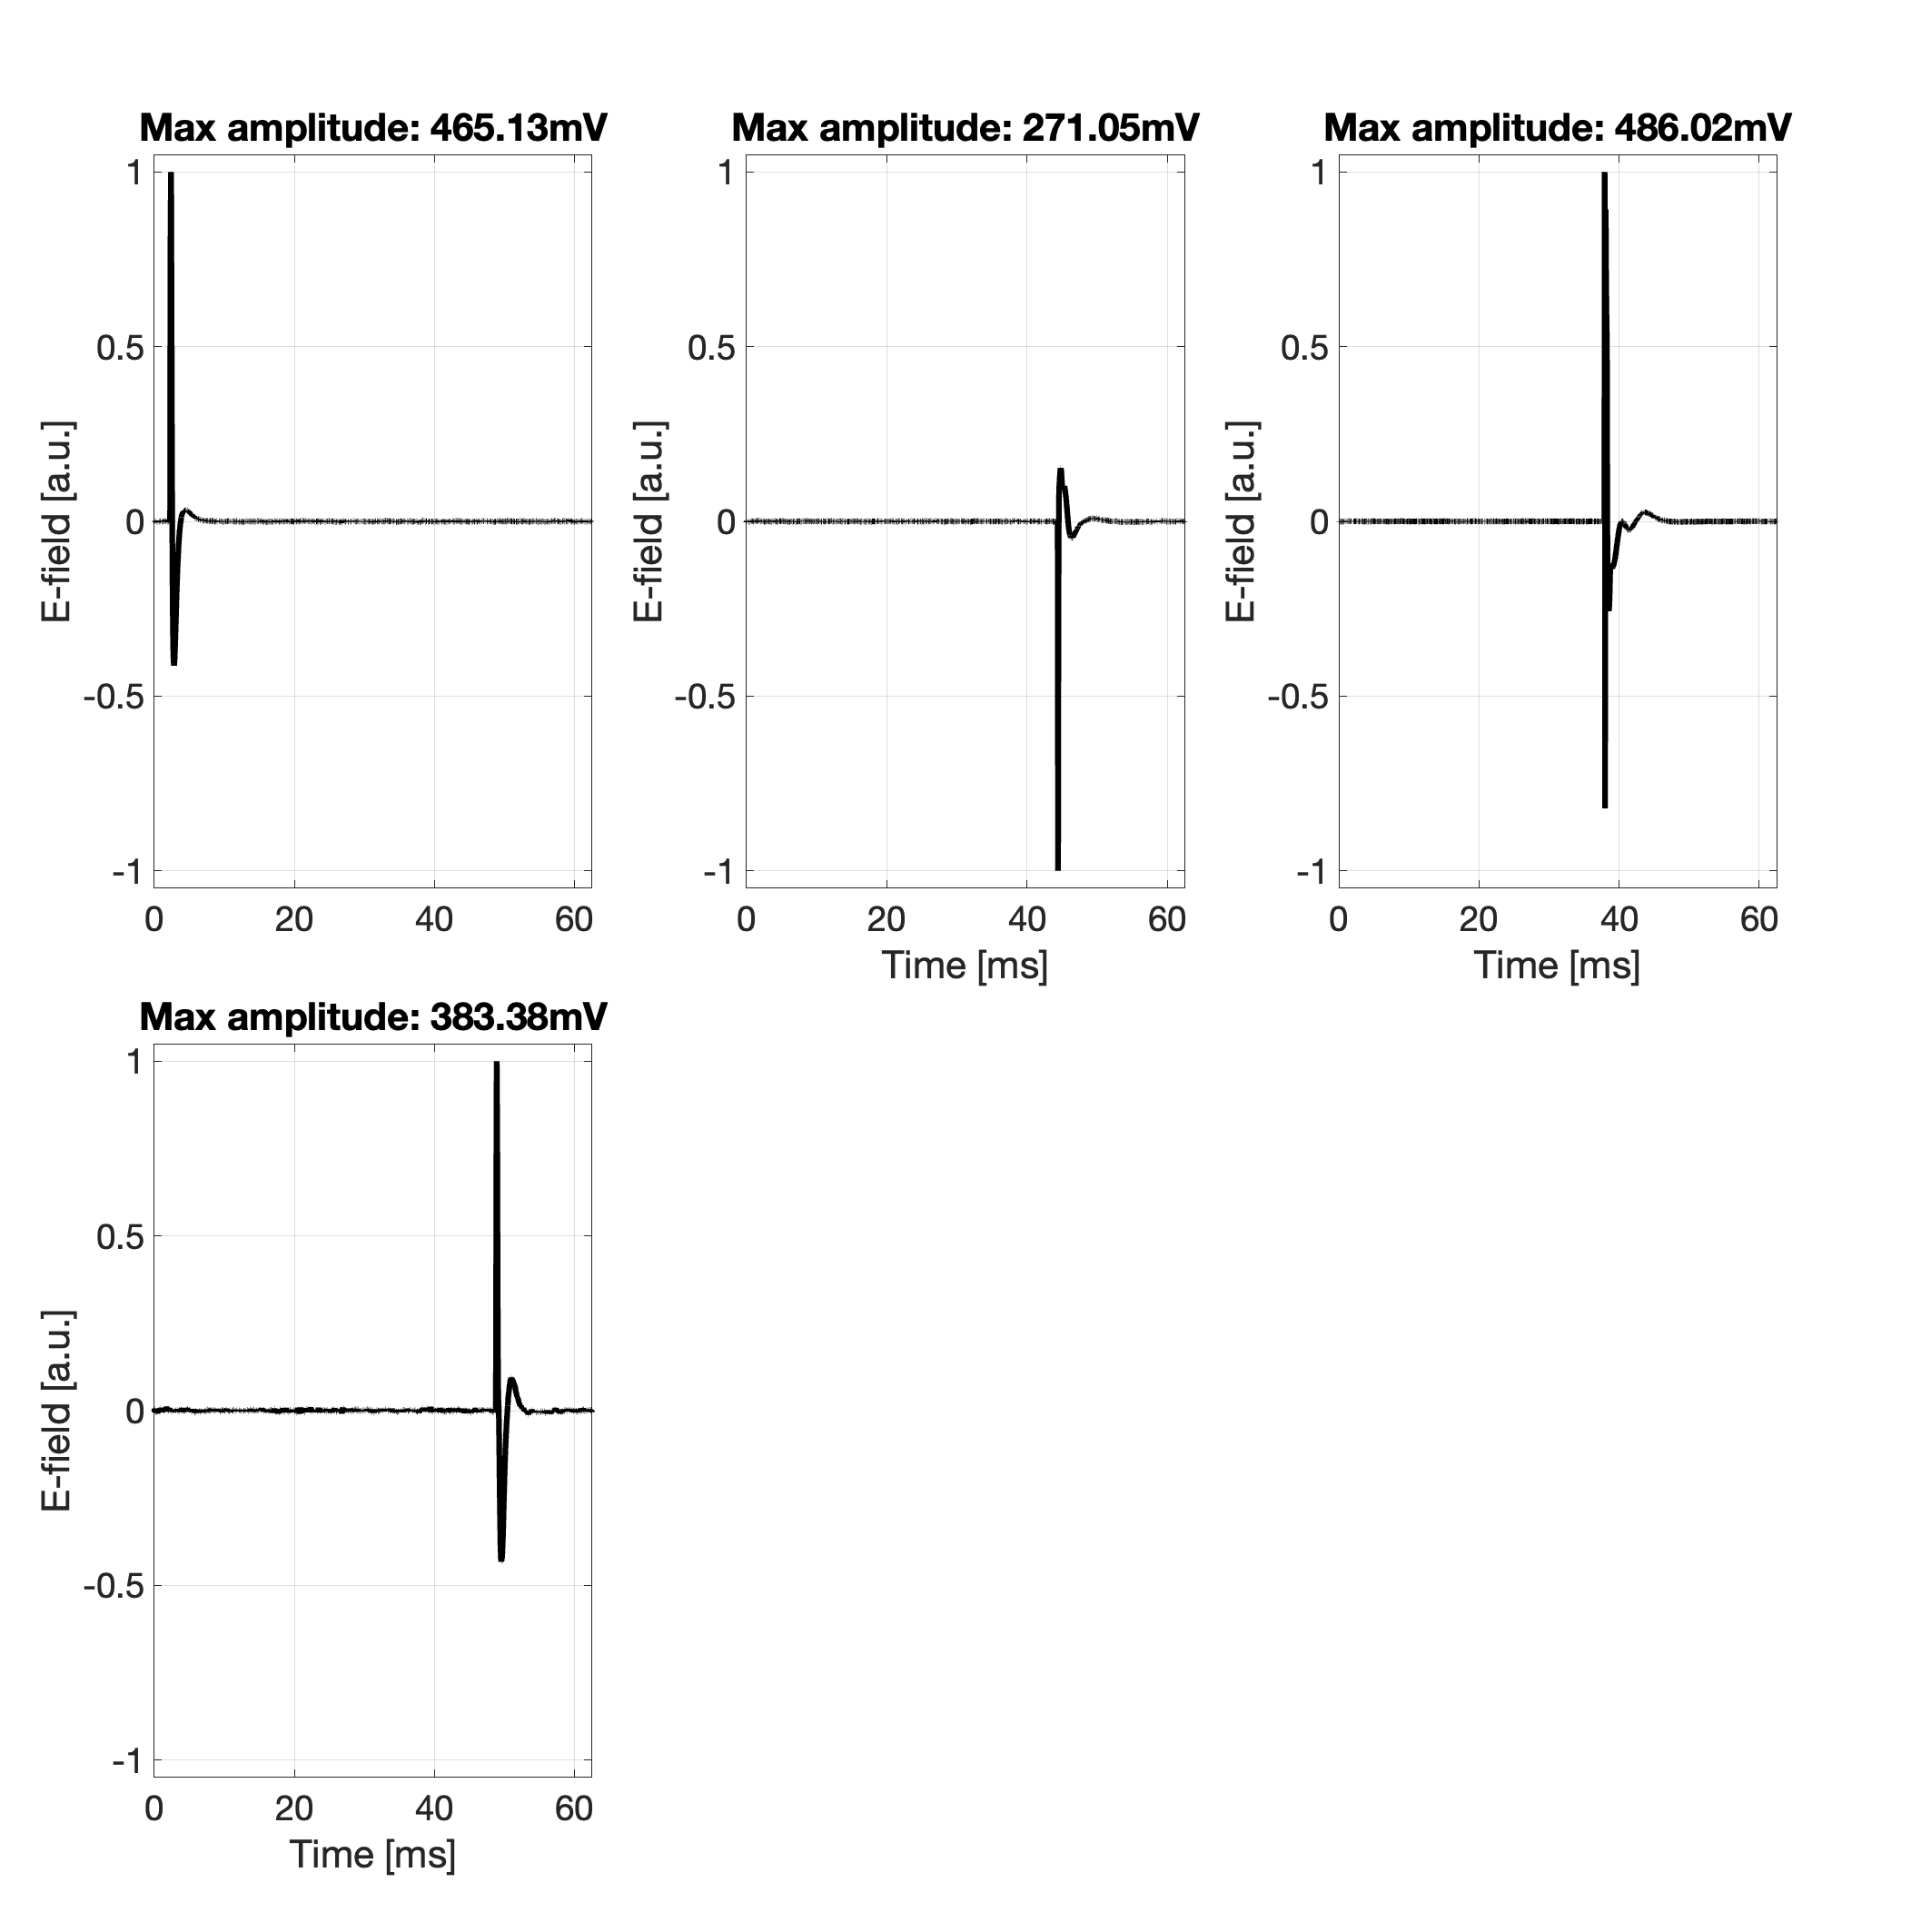 Max amplitude: 465.13mV
1
0.5
0
-0.5
-1
E-field [a.u.]
0 20 40 60
Max amplitude: 271.05mV
1
0.5
0
-0.5
-1
E-field [a.u.]
0 20 40 60
Time [ms]
Max amplitude: 486.02mV
1
0.5
0
-0.5
-1
E-field [a.u.]
0 20 40 60
Time [ms]
Max amplitude: 383.38mV
1
0.5
0
-0.5
-1
E-field [a.u.]
0 20 40 60
Time [ms]